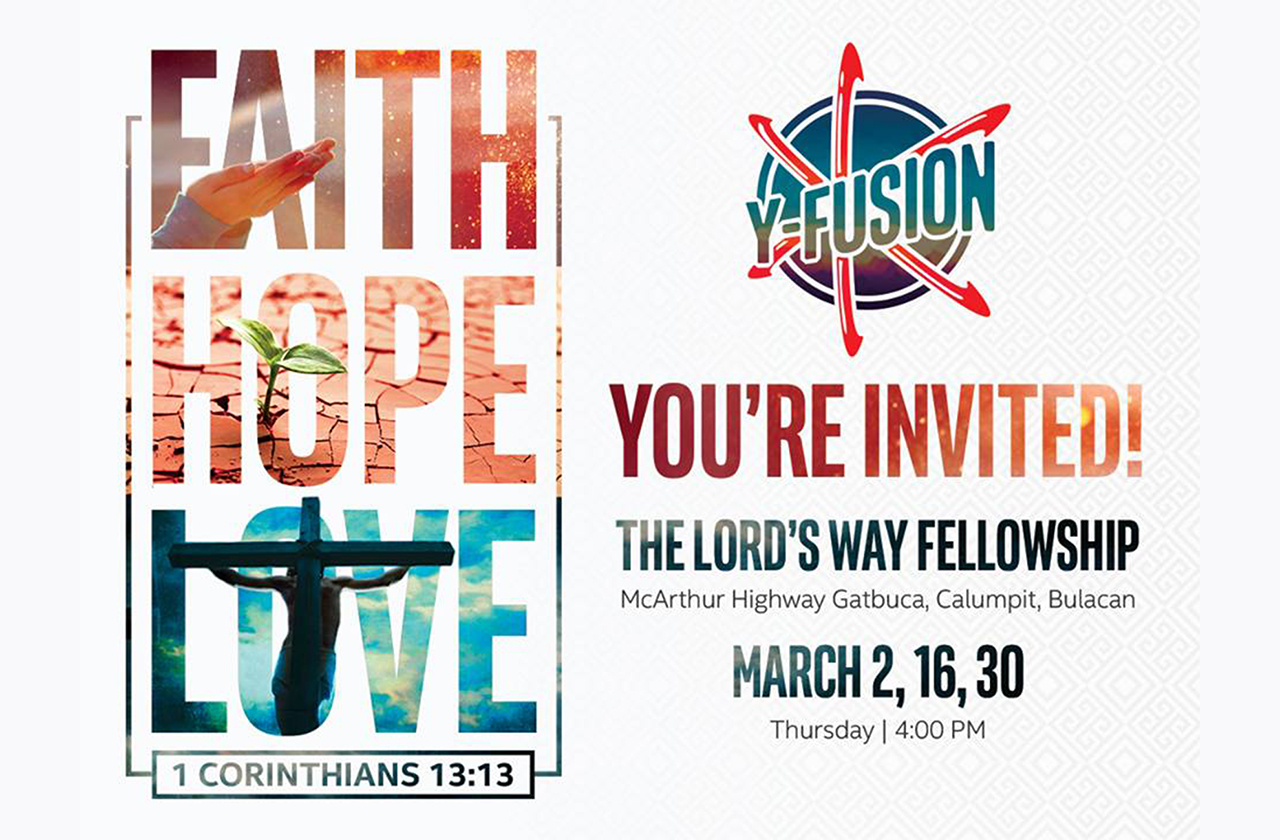 FAITH
HOPE
LOVE
1 CORINTHIANS 13:13
Y-FUSION
YOU'RE INVITED!
THE LORD'S WAY FELLOWSHIP
McArthur Highway Gatbuca, Calumpit, Bulacan
MARCH 2, 16, 30
Thursday | 4:00 PM